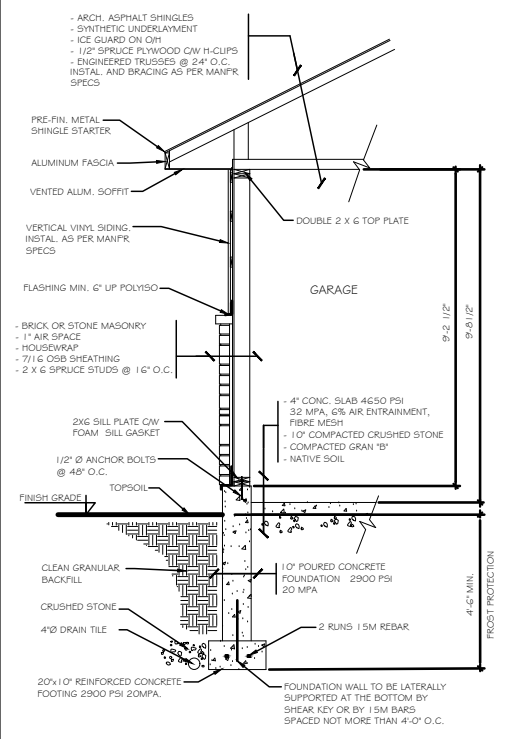 - ARCH. ASPHALT SHINGLES
- SYNTHETIC UNDERLAYMENT
- ICE GUARD ON O/H
- 1/2" SPRUCE PLYWOOD C/W H-CLIPS
- ENGINEERED TRUSSES @ 24" O.C.
INSTAL. AND BRACING AS PER MANFR
SPECS
PRE-FIN. METAL
SHINGLE STARTER
ALUMINUM FASCIA
VENTED ALUM. SOFFIT
DOUBLE 2 X 6 TOP PLATE
VERTICAL VINYL SIDING.
INSTAL. AS PER MANFR
SPECS
FLASHING MIN. 6" UP POLYISO
GARAGE
9'-2 1/2"
9'-8 1/2"
- BRICK OR STONE MASONRY
- 1" AIR SPACE
- HOUSEWRAP
- 7/16 OSB SHEATHING
- 2 X 6 SPRUCE STUDS @ 16" O.C.
- 4" CONC. SLAB 4650 PSI
32 MPA, 6% AIR ENTRAINMENT,
FIBRE MESH
- 10" COMPACTED CRUSHED STONE
- COMPACTED GRAN "B"
- NATIVE SOIL
2X6 SILL PLATE C/W
FOAM SILL GASKET
1/2" Ø ANCHOR BOLTS
@ 48" O.C.
TOPSOIL
FINISH GRADE
CLEAN GRANULAR
BACKFILL
10" POURED CONCRETE
FOUNDATION 2900 PSI
20 MPA
4'-6" MIN.
FROST PROTECTION
CRUSHED STONE
4"Ø DRAIN TILE
2 RUNS 15M REBAR
20"x10" REINFORCED CONCRETE
FOOTING 2900 PSI 20MPA.
FOUNDATION WALL TO BE LATERALLY
SUPPORTED AT THE BOTTOM BY
SHEAR KEY OR BY 15M BARS
SPACED NOT MORE THAN 4'-0" O.C.